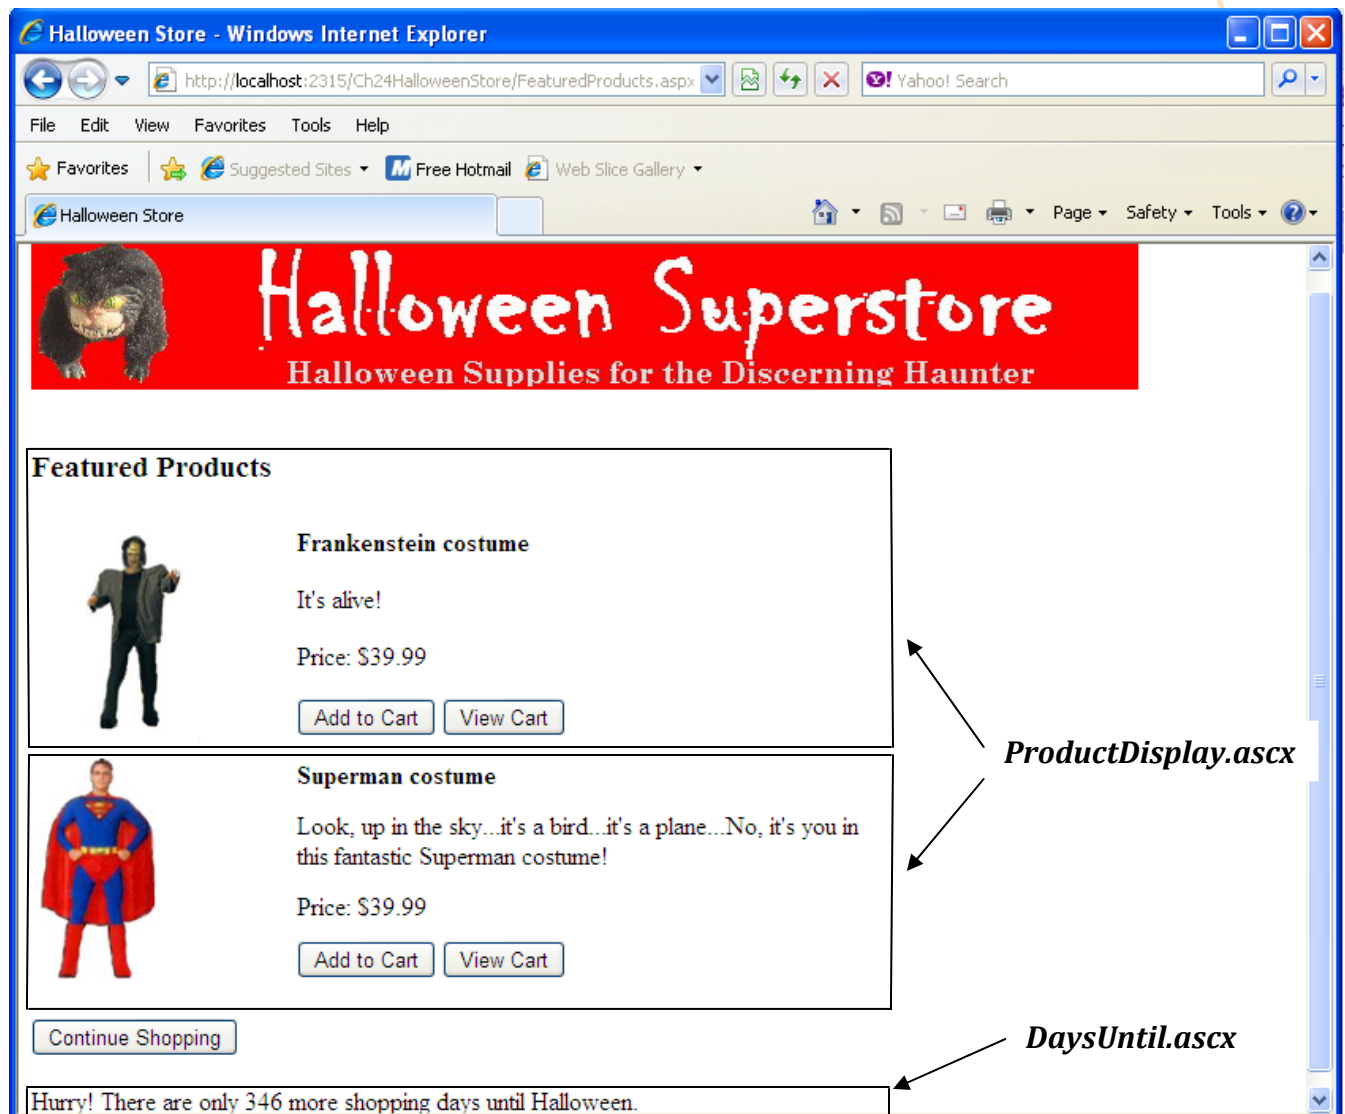 Halloween Store - Windows Internet Explorer
http://localhost:2315/Ch24HalloweenStore/FeaturedProducts.aspx
Yahoo! Search
File Edit View Favorites Tools Help
Favorites Suggested Sites Free Hotmail Web Slice Gallery
Halloween Store Page Safety Tools
Halloween Superstore
Halloween Supplies for the Discerning Haunter
Featured Products
Frankenstein costume
It's alive!
Price: $39.99
Add to Cart View Cart
ProductDisplay.ascx
Superman costume
Look, up in the sky...it's a bird...it's a plane...No, it's you in
this fantastic Superman costume!
Price: $39.99
Add to Cart View Cart
Continue Shopping
DaysUntil.ascx
Hurry! There are only 346 more shopping days until Halloween.